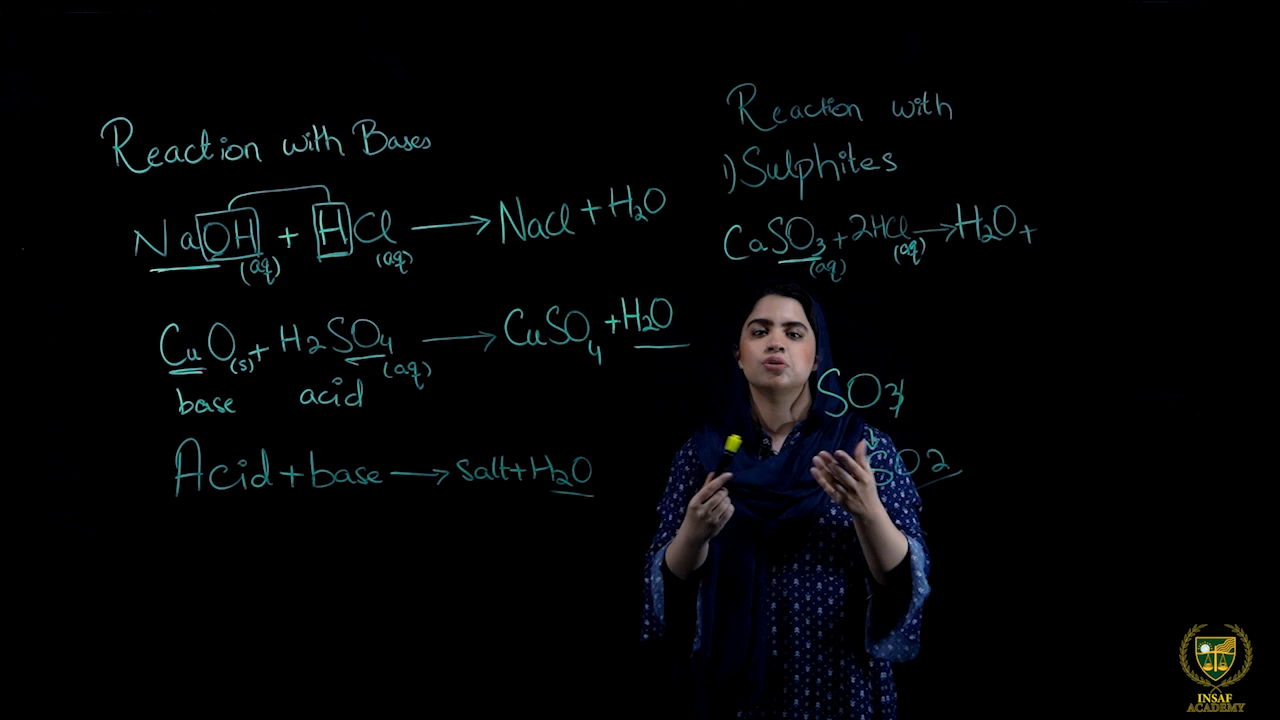 Reaction with Bases
NaOH + HCl → NaCl + H₂O
(aq) (aq)
CuO(s) + H₂SO₄ → CuSO₄ + H₂O
(aq)
base acid
Acid + base → salt + H₂O
Reaction with
1) Sulphites
CaSO₃ + 2HCl → H₂O +
(aq) (aq)
SO₃
↓
SO₂
INSAF
ACADEMY